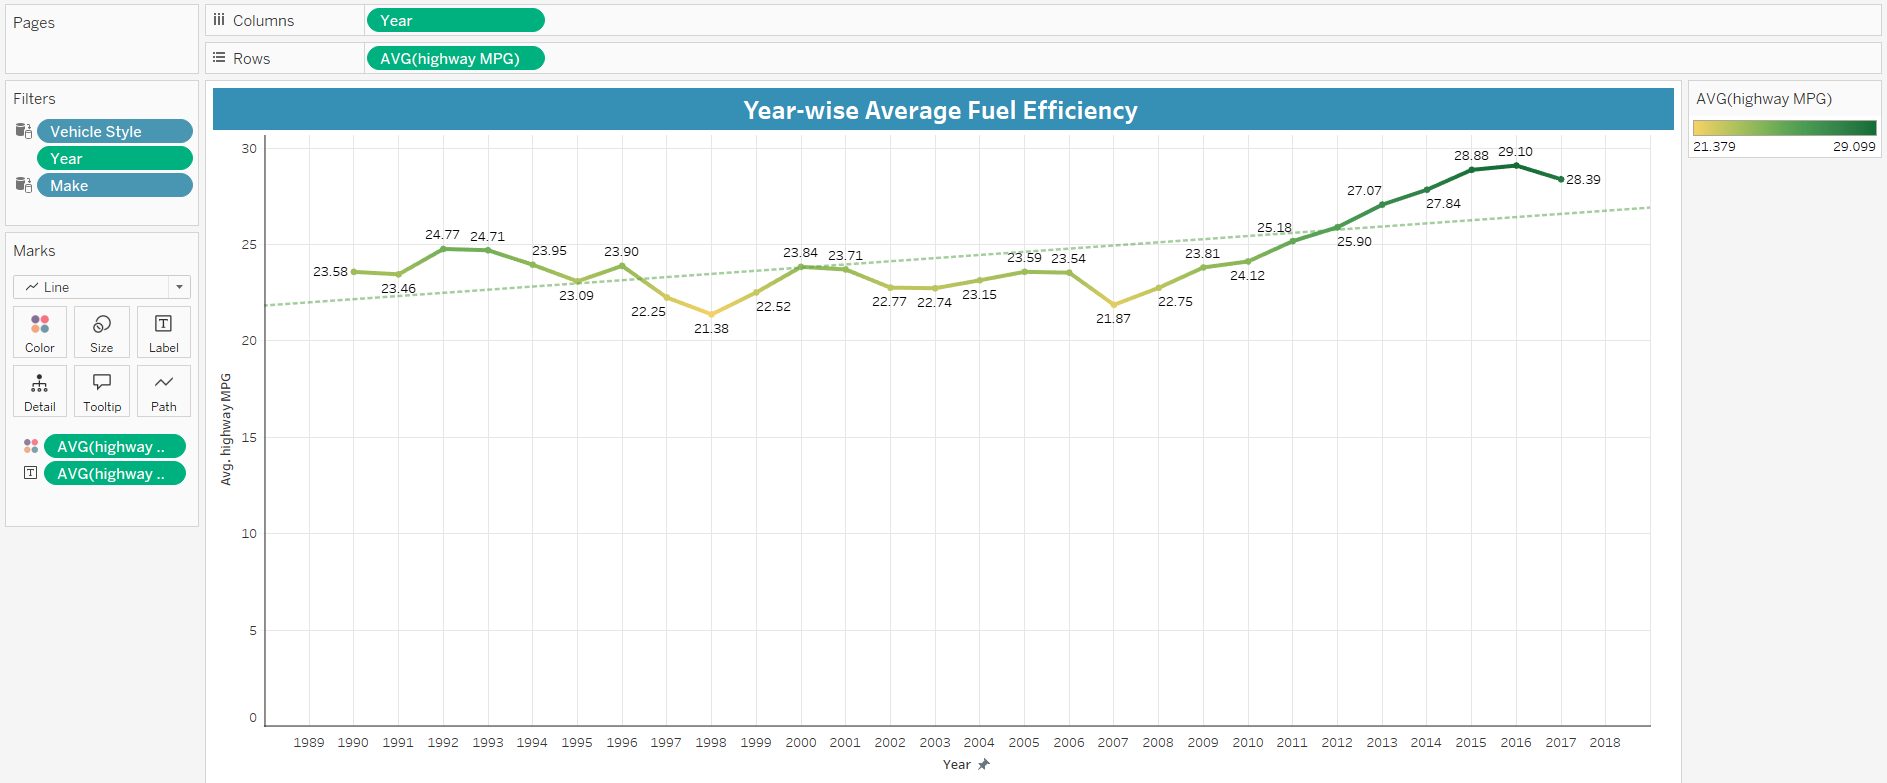 Pages
Columns
Year
Rows
AVG(highway MPG)
Filters
Vehicle Style
Year
Make
Marks
Line
Color
Size
Label
Detail
Tooltip
Path
AVG(highway ..
AVG(highway ..
Year-wise Average Fuel Efficiency
Avg. highway MPG
30
25
20
15
10
5
0
23.58
23.46
24.77
24.71
23.95
23.09
23.90
22.25
21.38
22.52
23.84
23.71
22.77
22.74
23.15
23.59
23.54
21.87
22.75
23.81
24.12
25.18
25.90
27.07
27.84
28.88
29.10
28.39
1989 1990 1991 1992 1993 1994 1995 1996 1997 1998 1999 2000 2001 2002 2003 2004 2005 2006 2007 2008 2009 2010 2011 2012 2013 2014 2015 2016 2017 2018
Year
AVG(highway MPG)
21.379 29.099